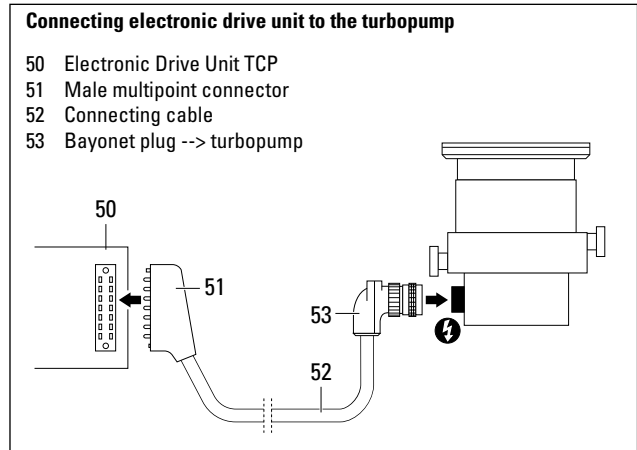 Connecting electronic drive unit to the turbopump
50 Electronic Drive Unit TCP
51 Male multipoint connector
52 Connecting cable
53 Bayonet plug --> turbopump
50
51
53
52